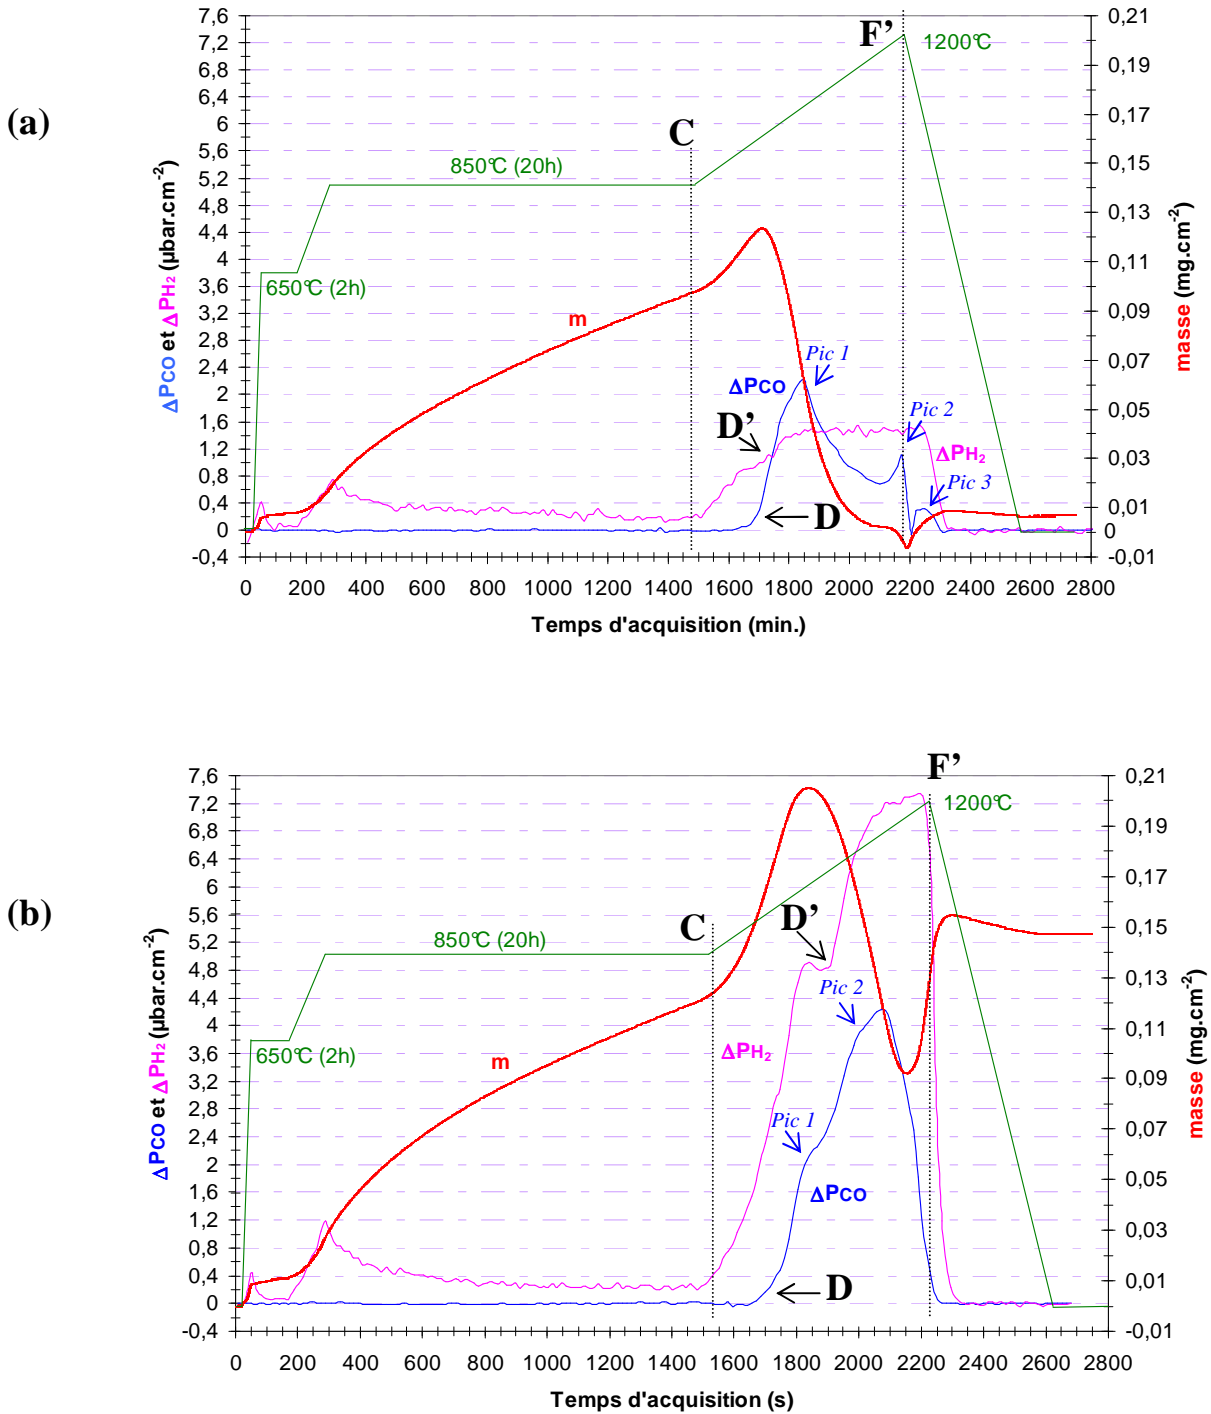 (a)
7,6
7,2
6,8
6,4
6
5,6
5,2
4,8
4,4
4
3,6
3,2
2,8
2,4
2
1,6
1,2
0,8
0,4
0
-0,4
ΔPCO et ΔPH2 (µbar.cm-2)
0,21
0,19
0,17
0,15
0,13
0,11
0,09
0,07
0,05
0,03
0,01
0
-0,01
masse (mg.cm-2)
F’
1200°C
C
850°C (20h)
650°C (2h)
m
Pic 1
ΔPCO
Pic 2
D’
ΔPH2
Pic 3
D
0 200 400 600 800 1000 1200 1400 1600 1800 2000 2200 2400 2600 2800
Temps d'acquisition (min.)
(b)
7,6
7,2
6,8
6,4
6
5,6
5,2
4,8
4,4
4
3,6
3,2
2,8
2,4
2
1,6
1,2
0,8
0,4
0
-0,4
ΔPCO et ΔPH2 (µbar.cm-2)
0,21
0,19
0,17
0,15
0,13
0,11
0,09
0,07
0,05
0,03
0,01
-0,01
masse (mg.cm-2)
F’
1200°C
C
D’
850°C (20h)
Pic 2
650°C (2h)
m
ΔPH2
Pic 1
ΔPCO
D
0 200 400 600 800 1000 1200 1400 1600 1800 2000 2200 2400 2600 2800
Temps d'acquisition (s)